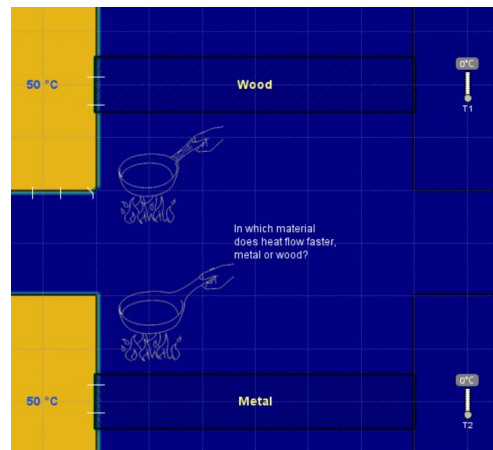 0°C
50 °C
Wood
T1
In which material
does heat flow faster,
metal or wood?
0°C
50 °C
Metal
T2